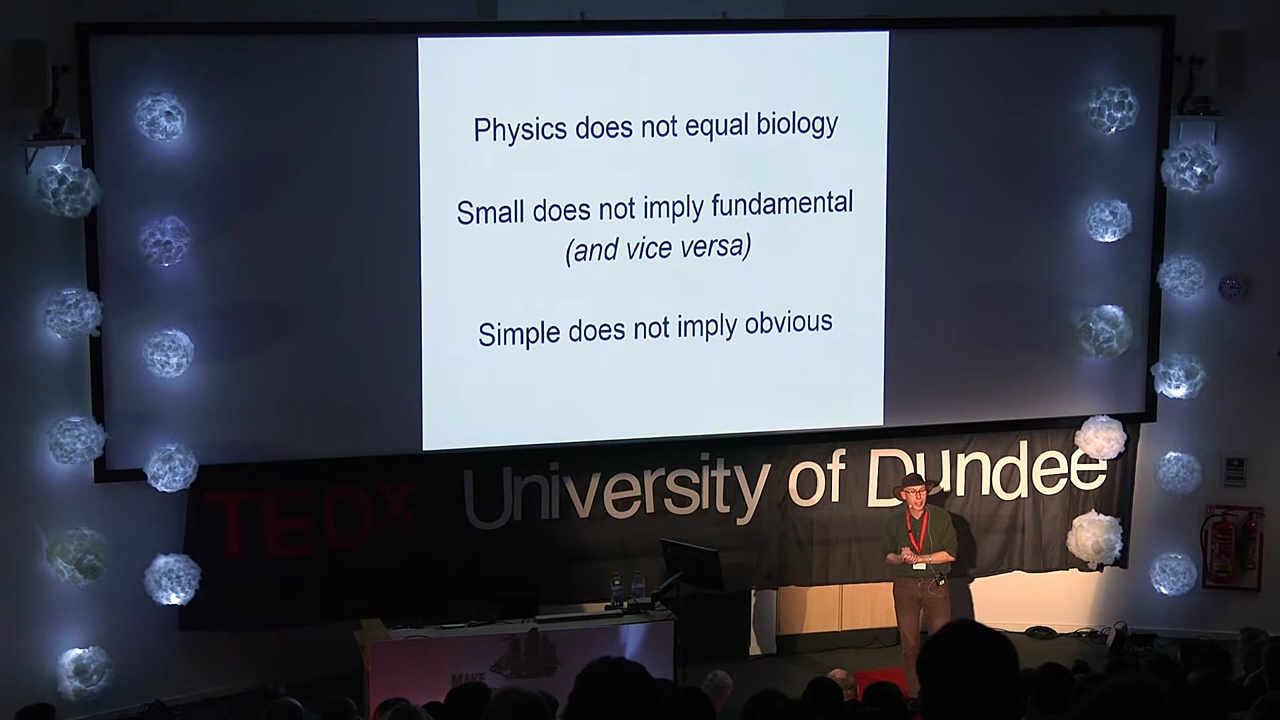 Physics does not equal biology
Small does not imply fundamental
(and vice versa)
Simple does not imply obvious
TEDx University of Dundee
MAKE